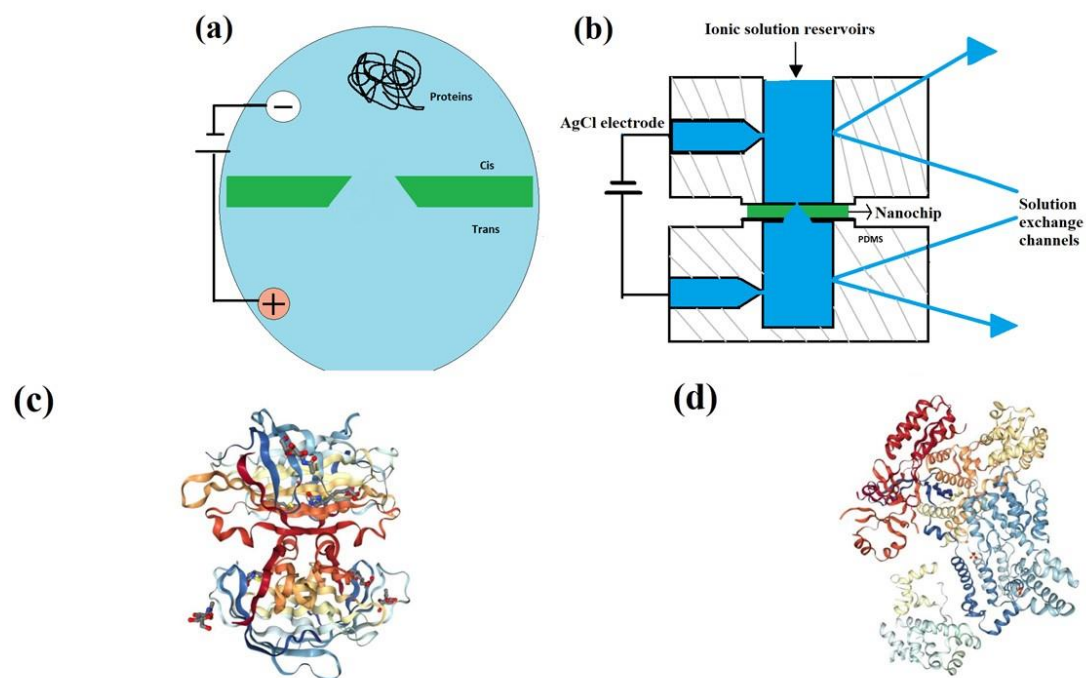 (a)
Proteins
−
Cis
Trans
+
(b)
Ionic solution reservoirs
AgCl electrode
Nanochip
PDMS
Solution
exchange
channels
(c)
(d)